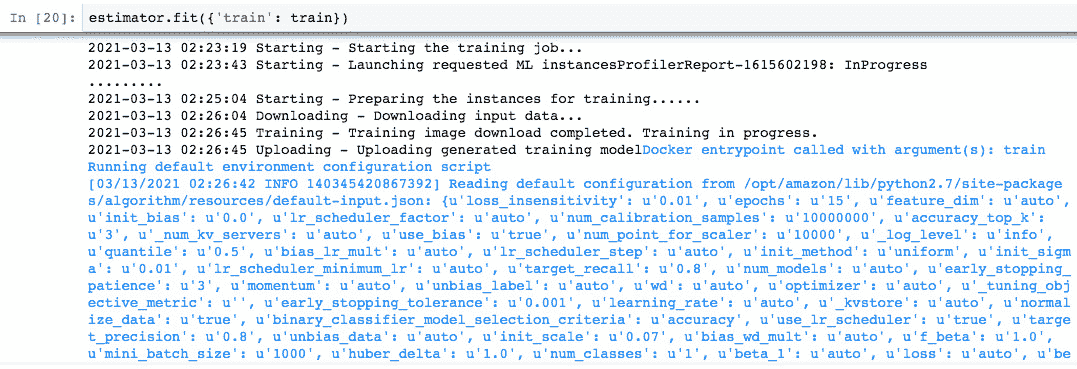 In [20]: estimator.fit({'train': train})
2021-03-13 02:23:19 Starting - Starting the training job...
2021-03-13 02:23:43 Starting - Launching requested ML instancesProfilerReport-1615602198: InProgress
.........
2021-03-13 02:25:04 Starting - Preparing the instances for training......
2021-03-13 02:26:04 Downloading - Downloading input data...
2021-03-13 02:26:45 Training - Training image download completed. Training in progress.
2021-03-13 02:26:45 Uploading - Uploading generated training modelDocker entrypoint called with argument(s): train
Running default environment configuration script
[03/13/2021 02:26:42 INFO 140345420867392] Reading default configuration from /opt/amazon/lib/python2.7/site-packag
es/algorithm/resources/default-input.json: {u'loss_insensitivity': u'0.01', u'epochs': u'15', u'feature_dim': u'auto',
u'init_bias': u'0.0', u'lr_scheduler_factor': u'auto', u'num_calibration_samples': u'10000000', u'accuracy_top_k':
u'3', u'_num_kv_servers': u'auto', u'use_bias': u'true', u'num_point_for_scaler': u'10000', u'_log_level': u'info',
u'quantile': u'0.5', u'bias_lr_mult': u'auto', u'lr_scheduler_step': u'auto', u'init_method': u'uniform', u'init_sigm
a': u'0.01', u'lr_scheduler_minimum_lr': u'auto', u'target_recall': u'0.8', u'num_models': u'auto', u'early_stopping_
patience': u'3', u'momentum': u'auto', u'unbias_label': u'auto', u'wd': u'auto', u'optimizer': u'auto', u'_tuning_obj
ective_metric': u'', u'early_stopping_tolerance': u'0.001', u'learning_rate': u'auto', u'_kvstore': u'auto', u'normal
ize_data': u'true', u'binary_classifier_model_selection_criteria': u'accuracy', u'use_lr_scheduler': u'true', u'targe
t_precision': u'0.8', u'unbias_data': u'auto', u'init_scale': u'0.07', u'bias_wd_mult': u'auto', u'f_beta': u'1.0',
u'mini_batch_size': u'1000', u'huber_delta': u'1.0', u'num_classes': u'1', u'beta_1': u'auto', u'loss': u'auto', u'be